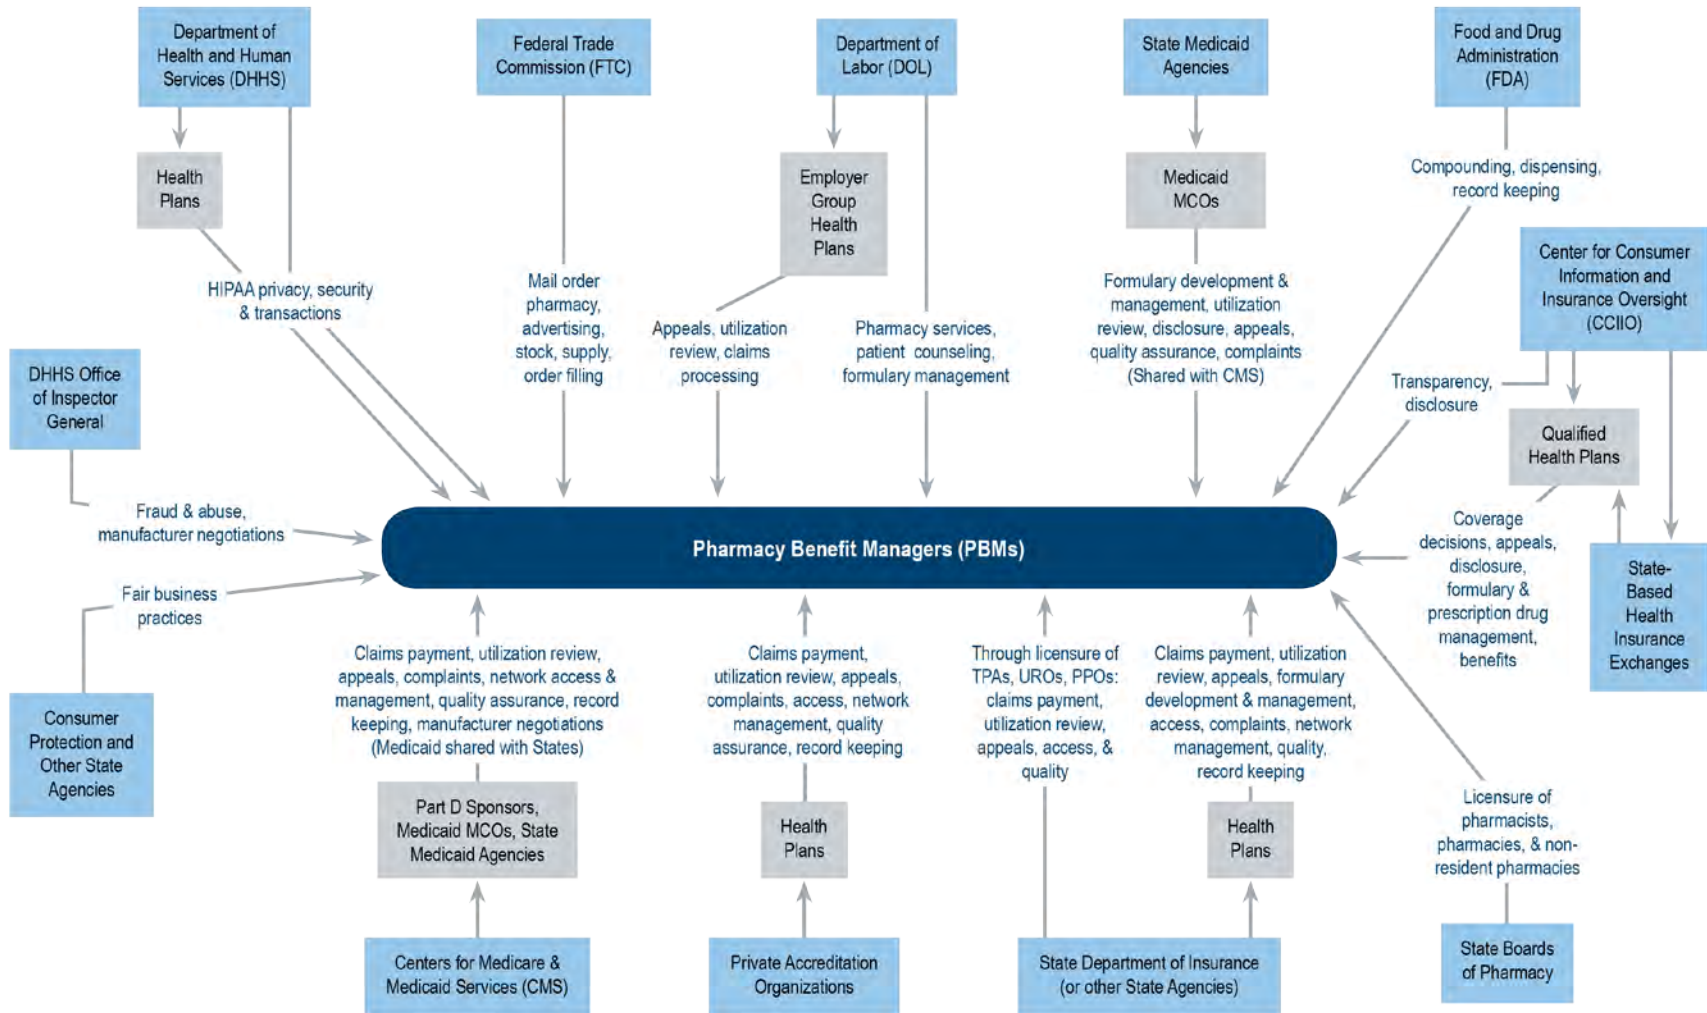 Department of
Health and Human
Services (DHHS)
Federal Trade
Commission (FTC)
Department of
Labor (DOL)
State Medicaid
Agencies
Food and Drug
Administration
(FDA)
Health
Plans
Employer
Group
Health
Plans
Medicaid
MCOs
Compounding, dispensing,
record keeping
Center for Consumer
Information and
Insurance Oversight
(CCIIO)
HIPAA privacy, security
& transactions
Mail order
pharmacy,
advertising,
stock, supply,
order filling
Appeals, utilization
review, claims
processing
Pharmacy services,
patient counseling,
formulary management
Formulary development &
management, utilization
review, disclosure, appeals,
quality assurance, complaints
(Shared with CMS)
Transparency,
disclosure
DHHS Office
of Inspector
General
Qualified
Health Plans
Fraud & abuse,
manufacturer negotiations
Pharmacy Benefit Managers (PBMs)
Coverage
decisions, appeals,
disclosure,
formulary &
prescription drug
management,
benefits
State-
Based
Health
Insurance
Exchanges
Fair business
practices
Consumer
Protection and
Other State
Agencies
Claims payment, utilization review,
appeals, complaints, network access &
management, quality assurance, record
keeping, manufacturer negotiations
(Medicaid shared with States)
Claims payment,
utilization review, appeals,
complaints, access, network
management, quality
assurance, record keeping
Through licensure of
TPAs, UROs, PPOs:
claims payment,
utilization review,
appeals, access, &
quality
Claims payment, utilization
review, appeals, formulary
development & management,
access, complaints, network
management, quality,
record keeping
Licensure of
pharmacists,
pharmacies, & non-
resident pharmacies
Part D Sponsors,
Medicaid MCOs, State
Medicaid Agencies
Health
Plans
Health
Plans
Centers for Medicare &
Medicaid Services (CMS)
Private Accreditation
Organizations
State Department of Insurance
(or other State Agencies)
State Boards
of Pharmacy